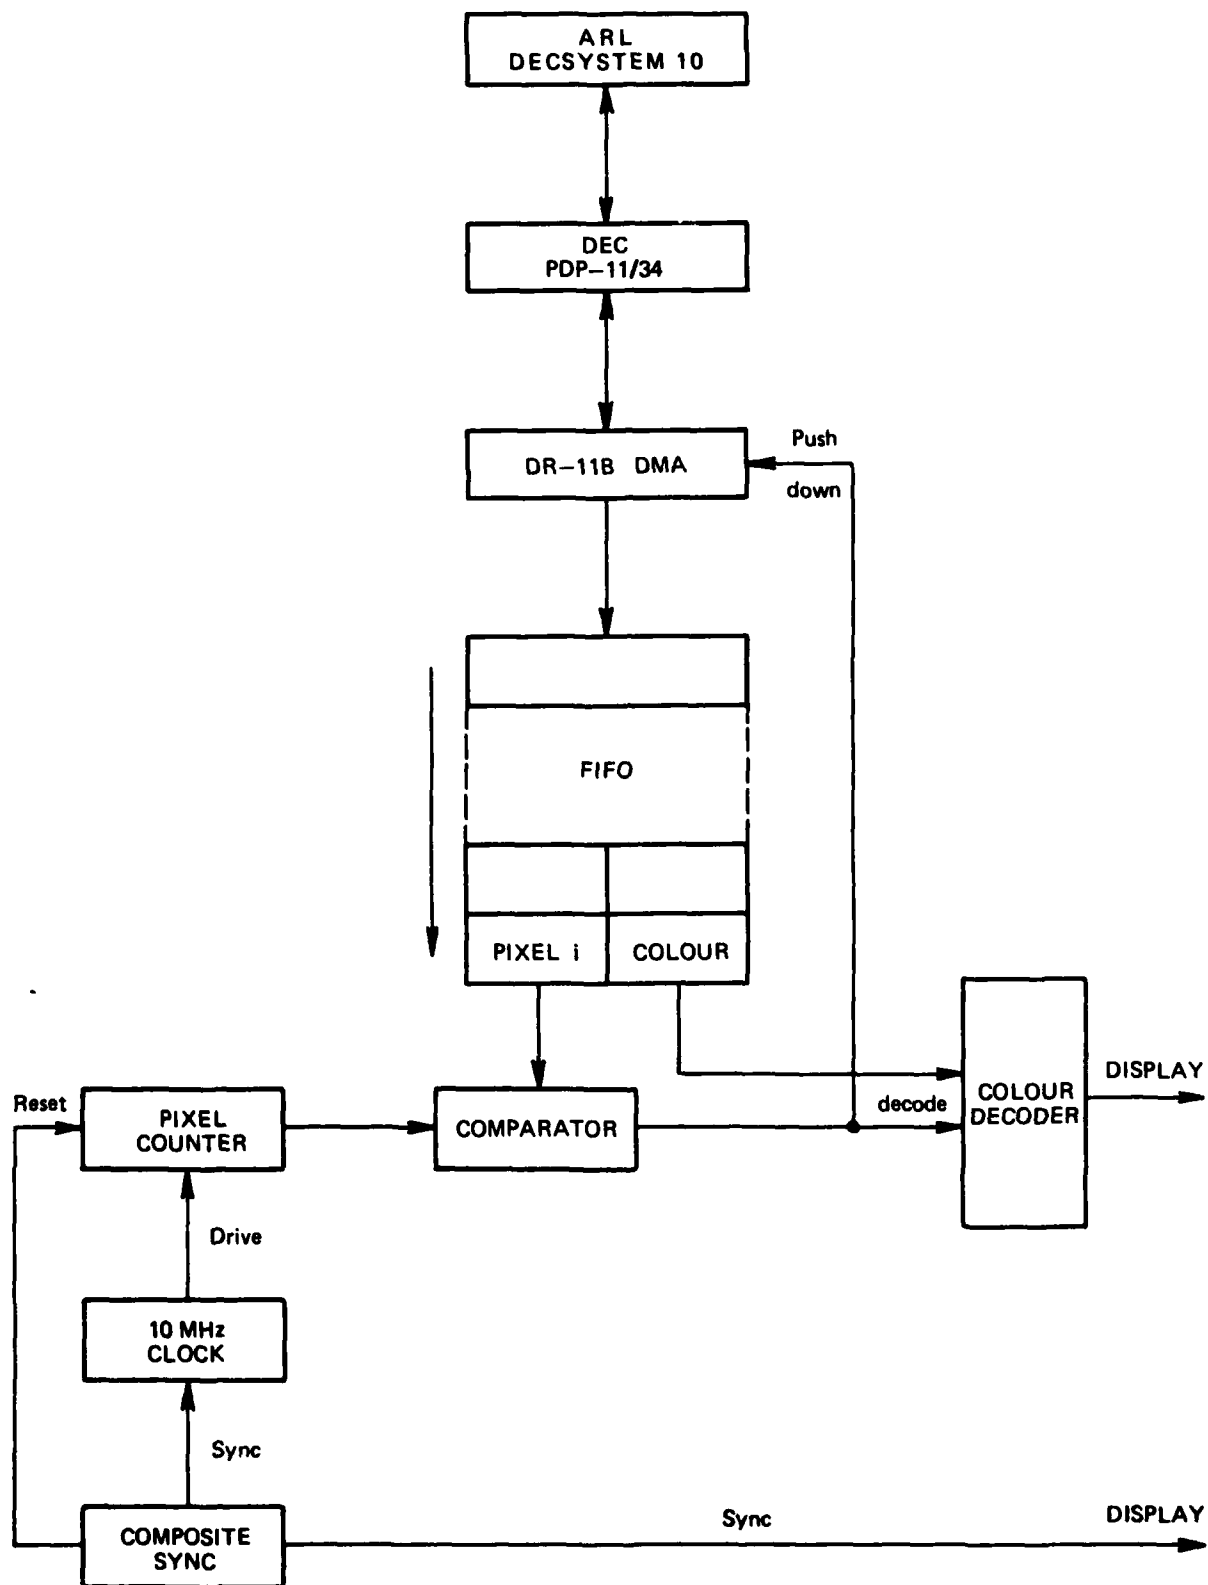 ARL
DECSYSTEM 10
DEC
PDP-11/34
DR-11B DMA
Push
down
FIFO
PIXEL i
COLOUR
Reset
PIXEL
COUNTER
COMPARATOR
decode
COLOUR
DECODER
DISPLAY
Drive
10 MHz
CLOCK
Sync
COMPOSITE
SYNC
Sync
DISPLAY